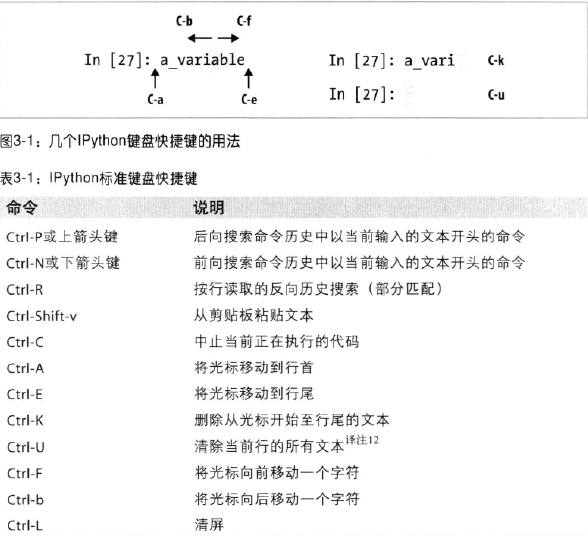 C-b C-f
In [27]: a_variable
C-a C-e
In [27]: a_vari C-k
In [27]: C-u
图3-1：几个IPython键盘快捷键的用法
表3-1：IPython标准键盘快捷键
命令 说明
Ctrl-P或上箭头键 后向搜索命令历史中以当前输入的文本开头的命令
Ctrl-N或下箭头键 前向搜索命令历史中以当前输入的文本开头的命令
Ctrl-R 按行读取的反向历史搜索（部分匹配）
Ctrl-Shift-v 从剪贴板粘贴文本
Ctrl-C 中止当前正在执行的代码
Ctrl-A 将光标移动到行首
Ctrl-E 将光标移动到行尾
Ctrl-K 删除从光标开始至行尾的文本
Ctrl-U 清除当前行的所有文本译注12
Ctrl-F 将光标向前移动一个字符
Ctrl-b 将光标向后移动一个字符
Ctrl-L 清屏